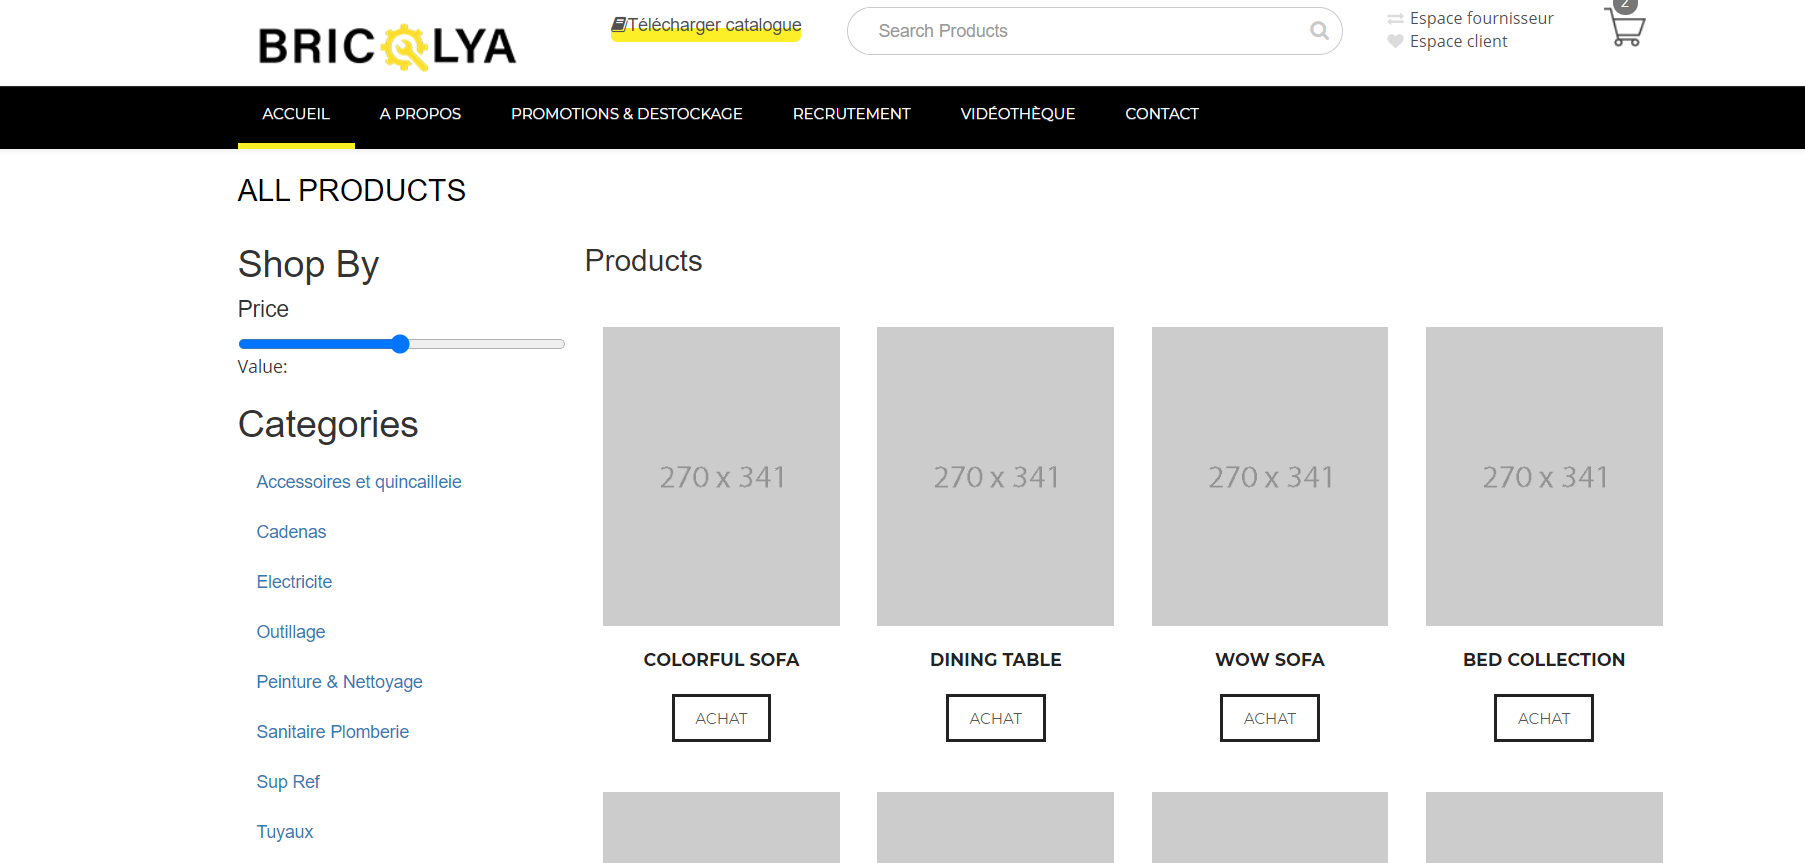 BRICOLYA
Télécharger catalogue
Search Products
Espace fournisseur
Espace client
2
ACCUEIL A PROPOS PROMOTIONS & DESTOCKAGE RECRUTEMENT VIDÉOTHÈQUE CONTACT
ALL PRODUCTS
Shop By
Price
Value:
Categories
Accessoires et quincailleie
Cadenas
Electricite
Outillage
Peinture & Nettoyage
Sanitaire Plomberie
Sup Ref
Tuyaux
Products
270 x 341 270 x 341 270 x 341 270 x 341
COLORFUL SOFA DINING TABLE WOW SOFA BED COLLECTION
ACHAT ACHAT ACHAT ACHAT